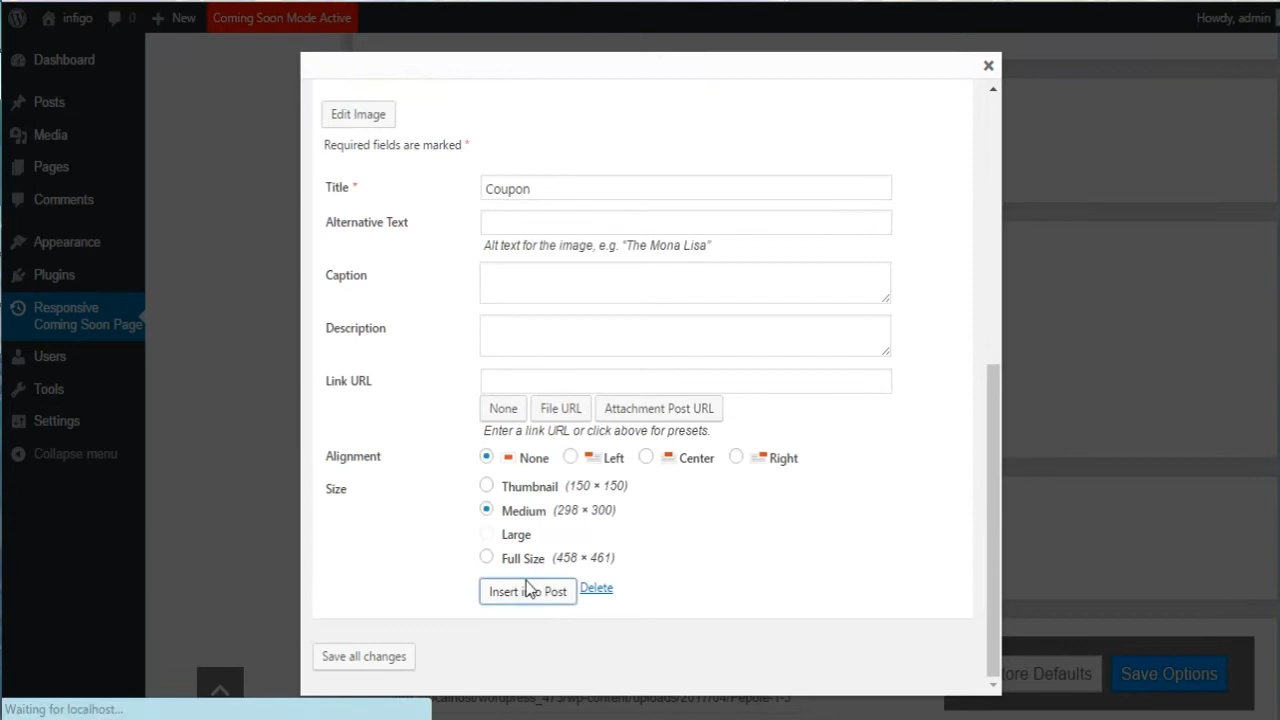 infigo 0 New Coming Soon Mode Active Howdy, admin
Dashboard
Posts
Media
Pages
Comments
Appearance
Plugins
Responsive
Coming Soon Page
Users
Tools
Settings
Collapse menu
×
Edit Image
Required fields are marked *
Title * Coupon
Alternative Text
Alt text for the image, e.g. “The Mona Lisa”
Caption
Description
Link URL
None File URL Attachment Post URL
Enter a link URL or click above for presets.
Alignment None Left Center Right
Size Thumbnail (150 × 150)
Medium (298 × 300)
Large
Full Size (458 × 461)
Insert into Post Delete
Save all changes
Defaults Save Options
Waiting for localhost...